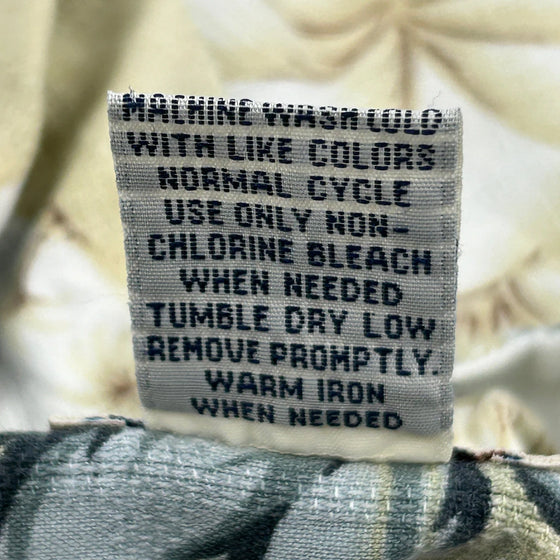 MACHINE WASH COLD
WITH LIKE COLORS
NORMAL CYCLE
USE ONLY NON-
CHLORINE BLEACH
WHEN NEEDED
TUMBLE DRY LOW
REMOVE PROMPTLY.
WARM IRON
WHEN NEEDED